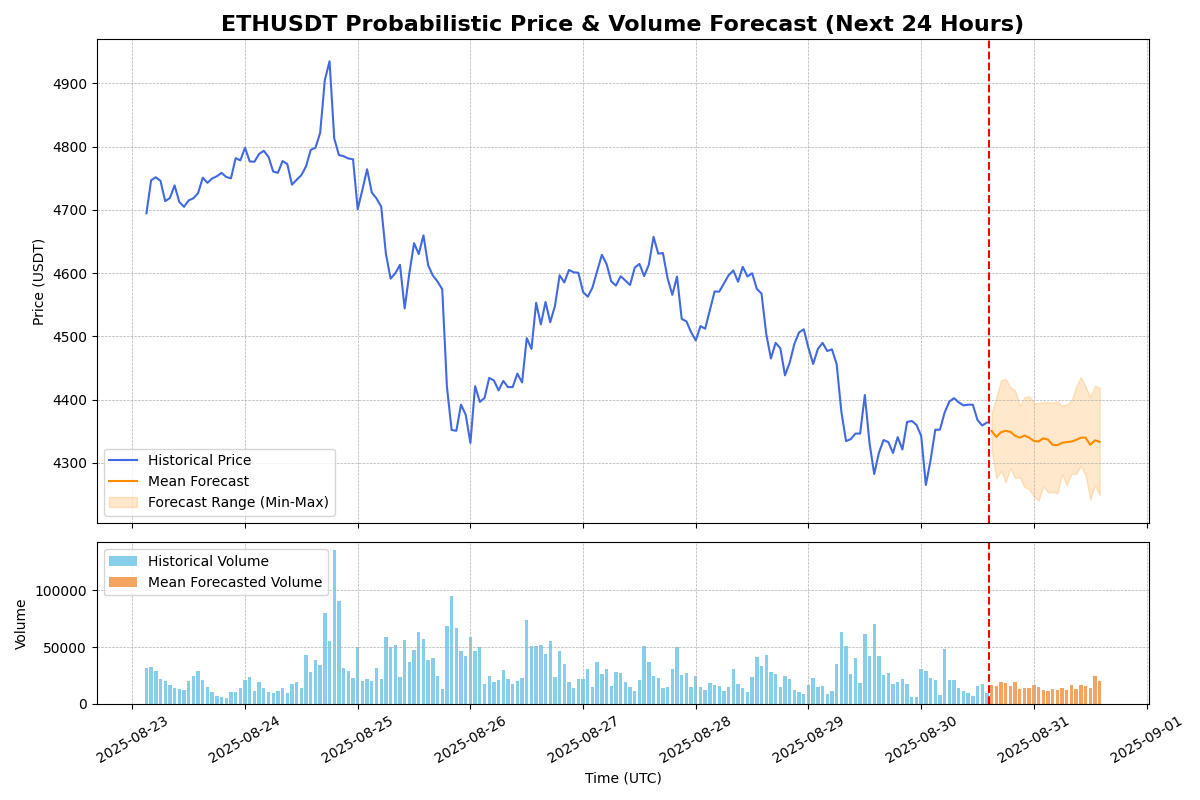 ETHUSDT Probabilistic Price & Volume Forecast (Next 24 Hours)
4900
4800
4700
4600
4500
4400
4300
Price (USDT)
Historical Price
Mean Forecast
Forecast Range (Min-Max)
Historical Volume
Mean Forecasted Volume
100000
50000
0
Volume
2025-08-23
2025-08-24
2025-08-25
2025-08-26
2025-08-27
2025-08-28
2025-08-29
2025-08-30
2025-08-31
2025-09-01
Time (UTC)